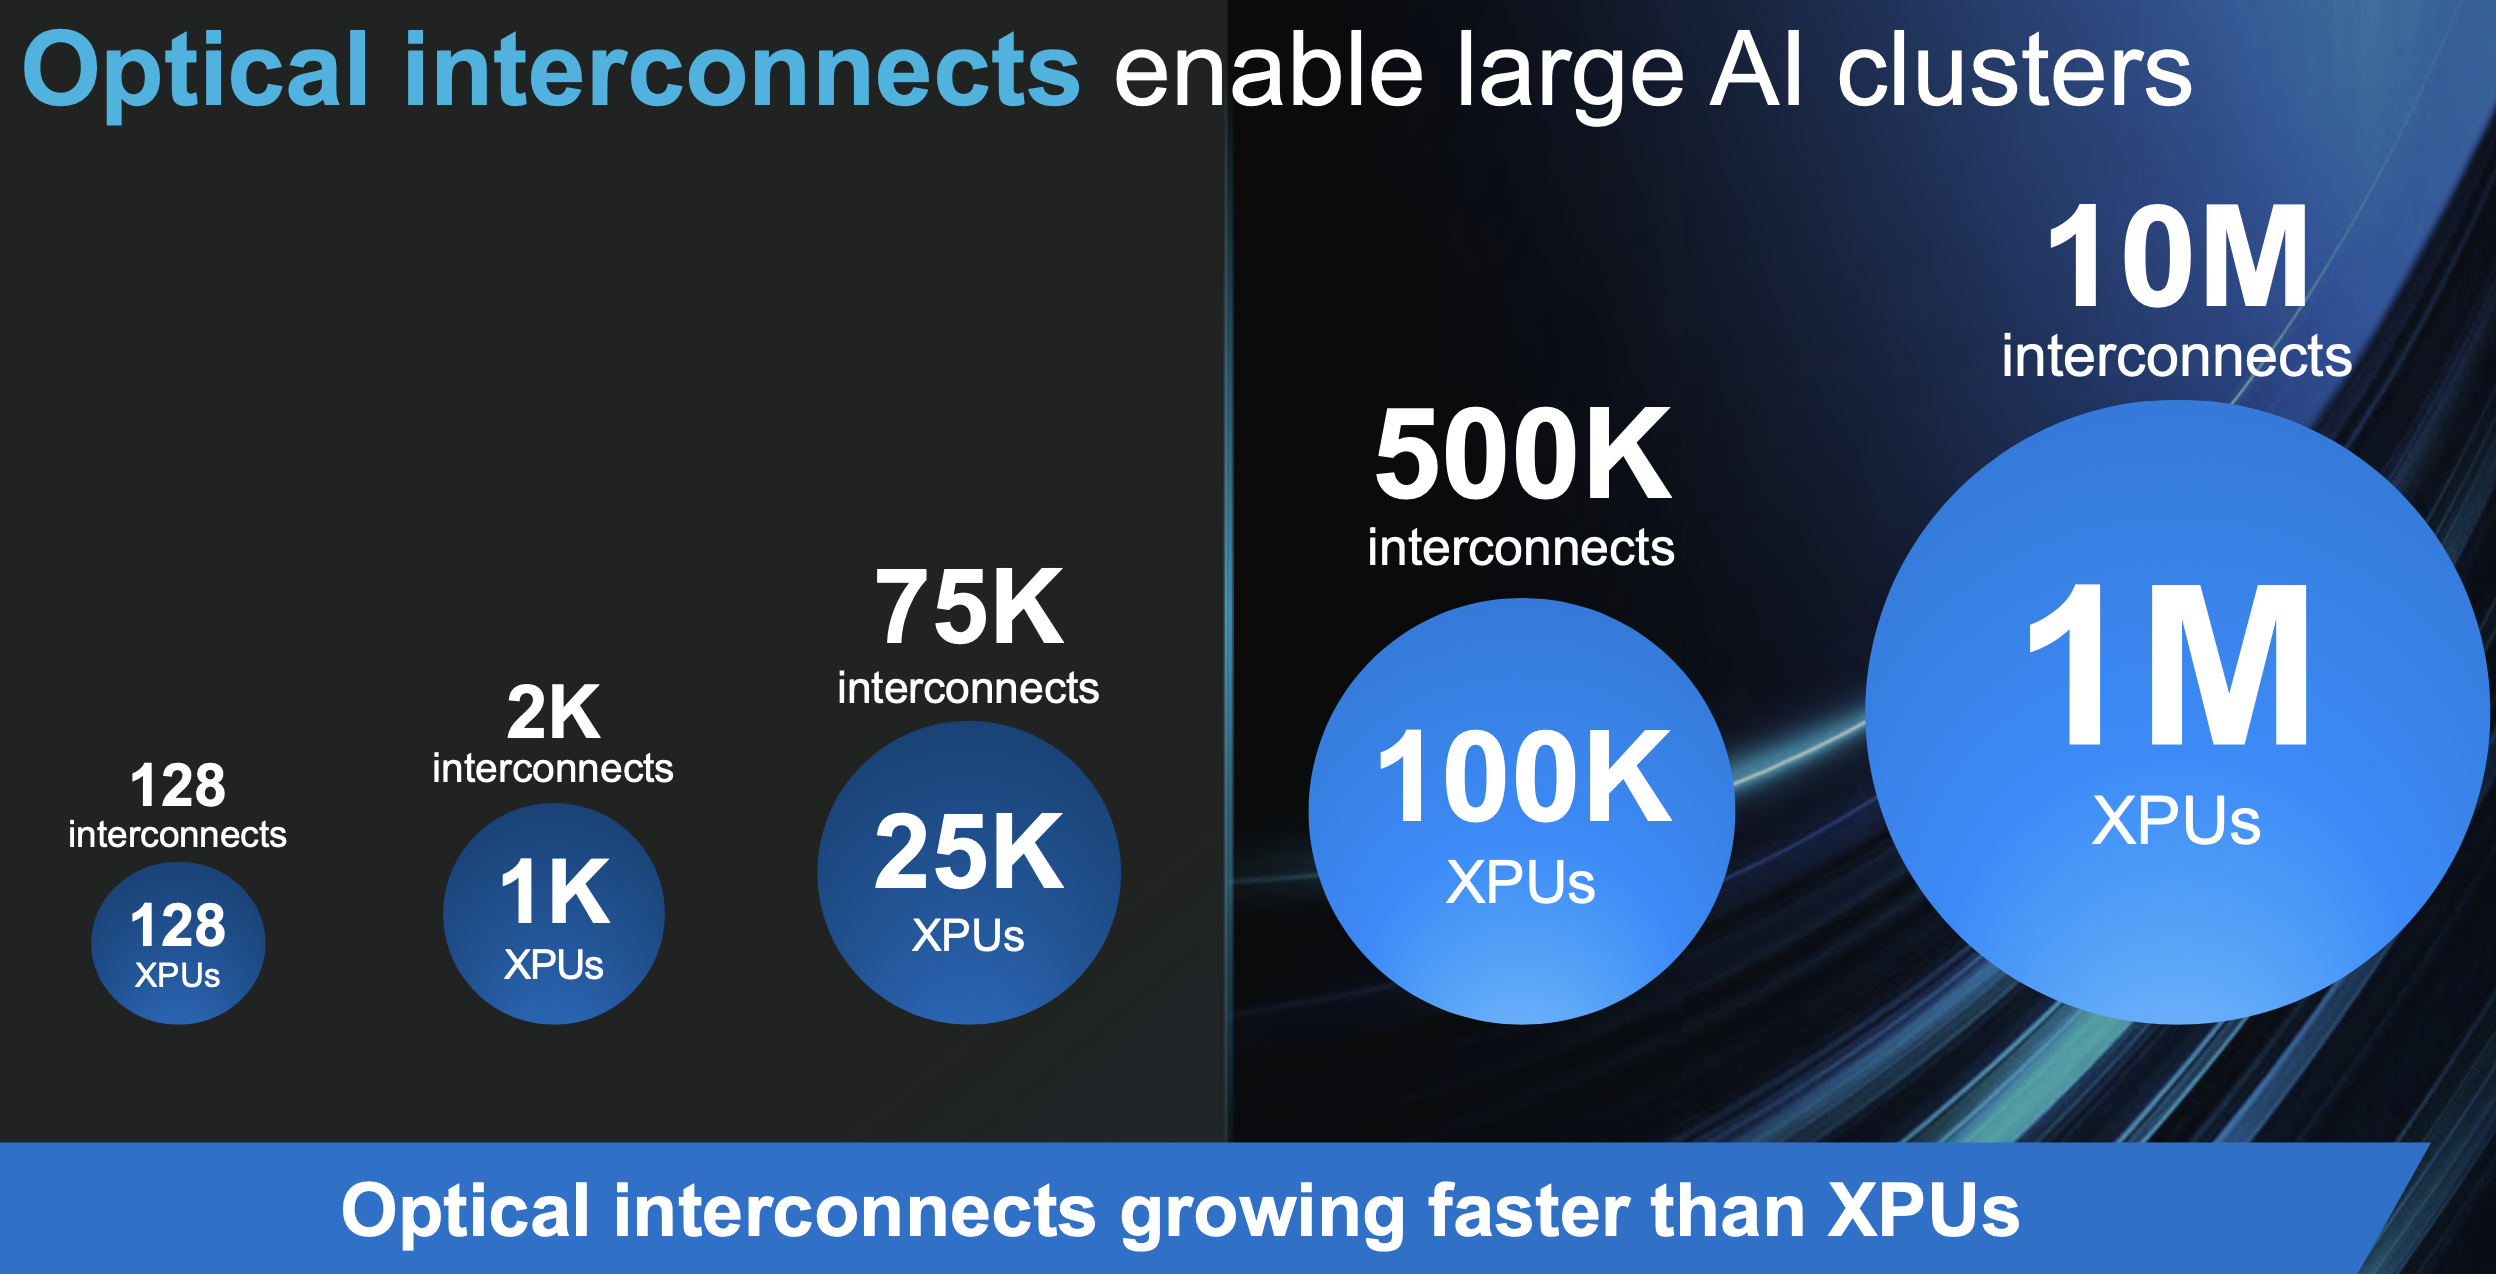 Optical interconnects enable large AI clusters
128
interconnects
128
XPUs
2K
interconnects
1K
XPUs
75K
interconnects
25K
XPUs
500K
interconnects
100K
XPUs
10M
interconnects
1M
XPUs
Optical interconnects growing faster than XPUs